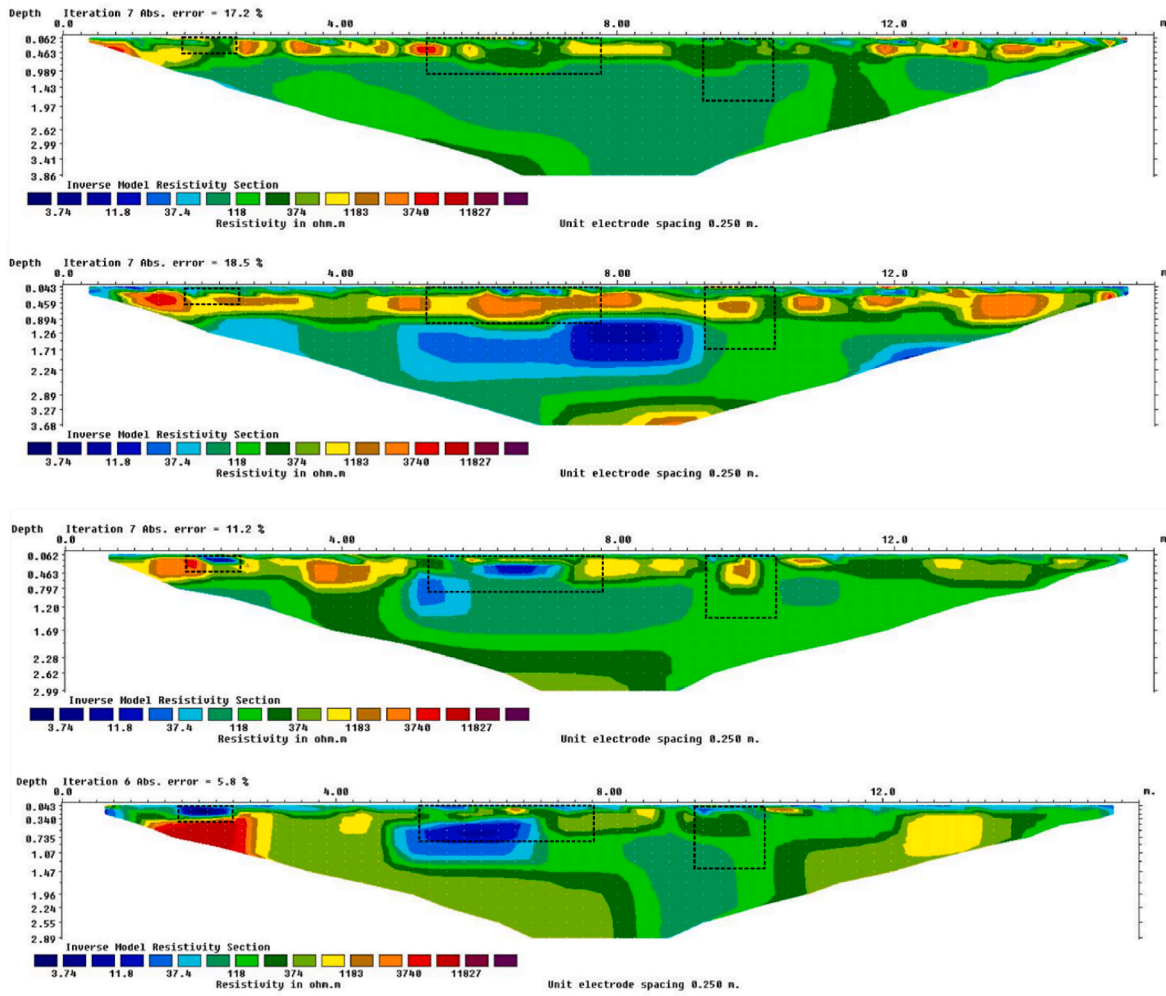 Depth Iteration 7 Abs. error = 17.2 %
0.0 4.00 8.00 12.0 m
0.062
0.463
0.989
1.43
1.97
2.62
2.99
3.41
3.86
Inverse Model Resistivity Section
3.74 11.8 37.4 118 374 1183 3740 11827
Resistivity in ohm.m Unit electrode spacing 0.250 m.
Depth Iteration 7 Abs. error = 18.5 %
0.0 4.00 8.00 12.0 m
0.043
0.459
0.894
1.26
1.71
2.24
2.89
3.27
3.68
Inverse Model Resistivity Section
3.74 11.8 37.4 118 374 1183 3740 11827
Resistivity in ohm.m Unit electrode spacing 0.250 m.
Depth Iteration 7 Abs. error = 11.2 %
0.0 4.00 8.00 12.0 m
0.062
0.463
0.797
1.20
1.69
2.28
2.62
2.99
Inverse Model Resistivity Section
3.74 11.8 37.4 118 374 1183 3740 11827
Resistivity in ohm.m Unit electrode spacing 0.250 m.
Depth Iteration 6 Abs. error = 5.8 %
0.0 4.00 8.00 12.0 m.
0.043
0.340
0.735
1.07
1.47
1.96
2.24
2.55
2.89
Inverse Model Resistivity Section
3.74 11.8 37.4 118 374 1183 3740 11827
Resistivity in ohm.m Unit electrode spacing 0.250 m.